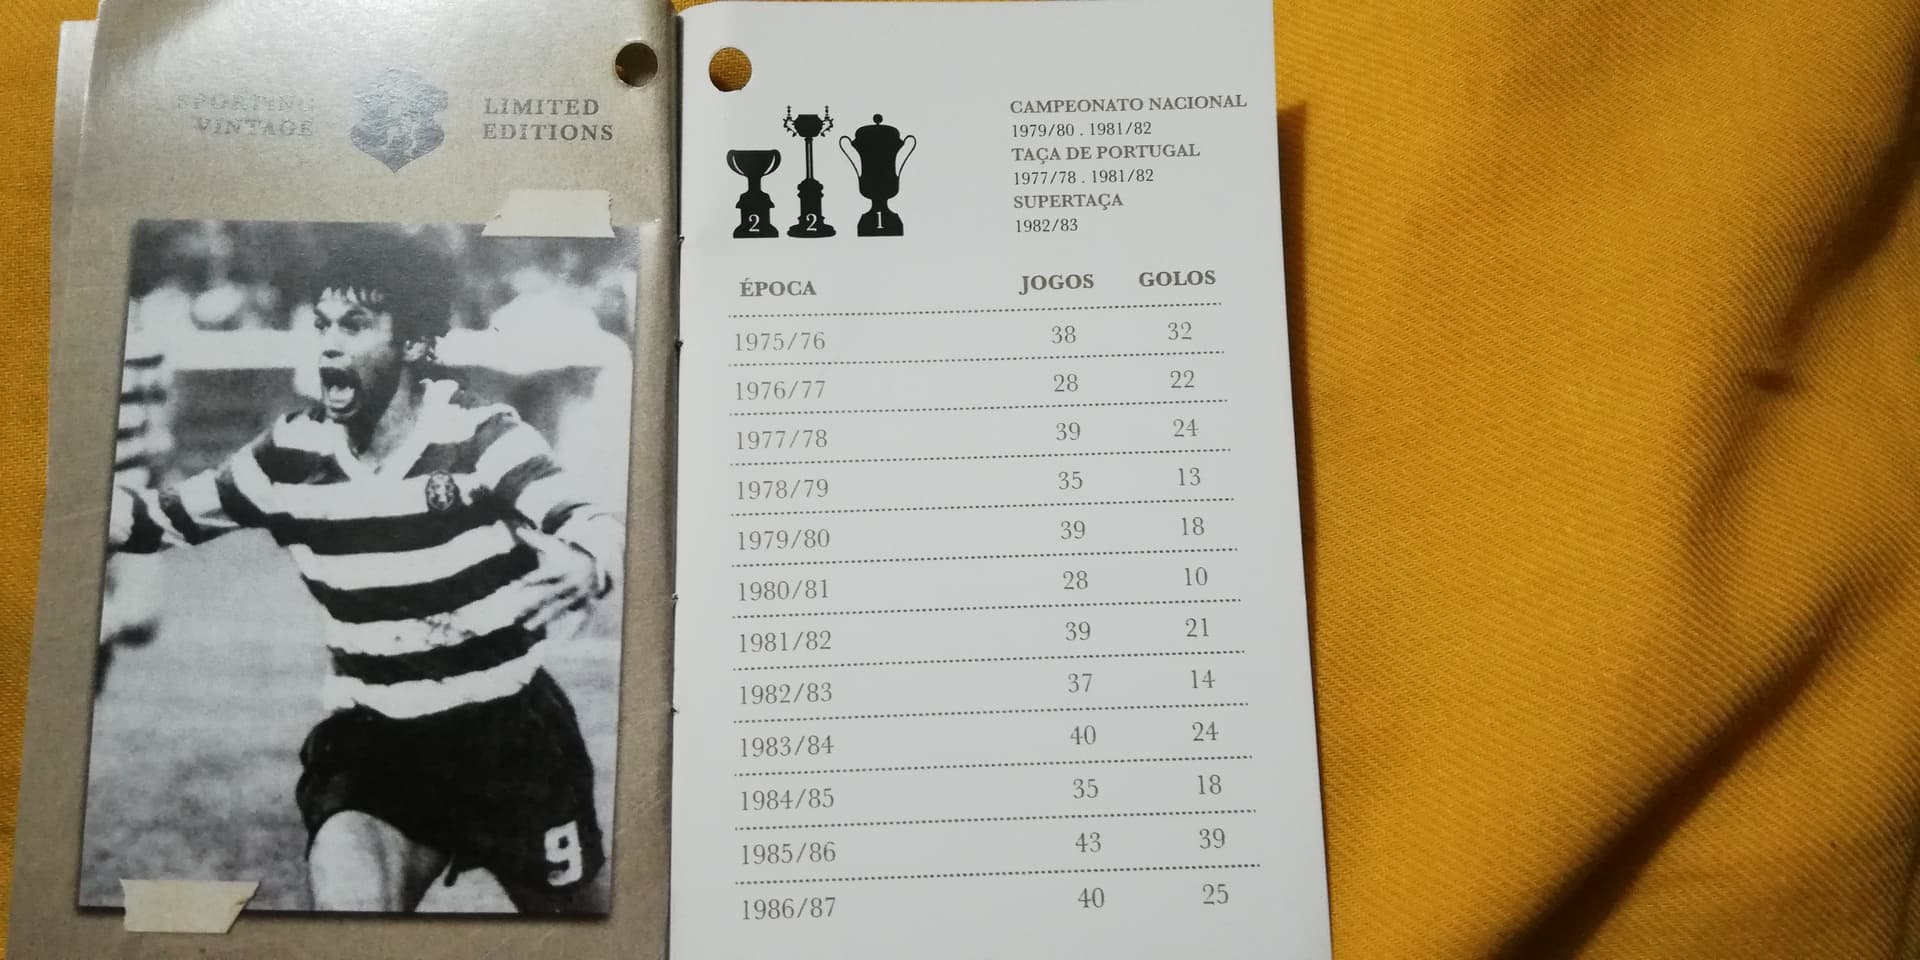 SPORTING
VINTAGE
LIMITED
EDITIONS
9
2 2 1
CAMPEONATO NACIONAL
1979/80 . 1981/82
TAÇA DE PORTUGAL
1977/78 . 1981/82
SUPERTAÇA
1982/83
ÉPOCA JOGOS GOLOS
1975/76 38 32
1976/77 28 22
1977/78 39 24
1978/79 35 13
1979/80 39 18
1980/81 28 10
1981/82 39 21
1982/83 37 14
1983/84 40 24
1984/85 35 18
1985/86 43 39
1986/87 40 25